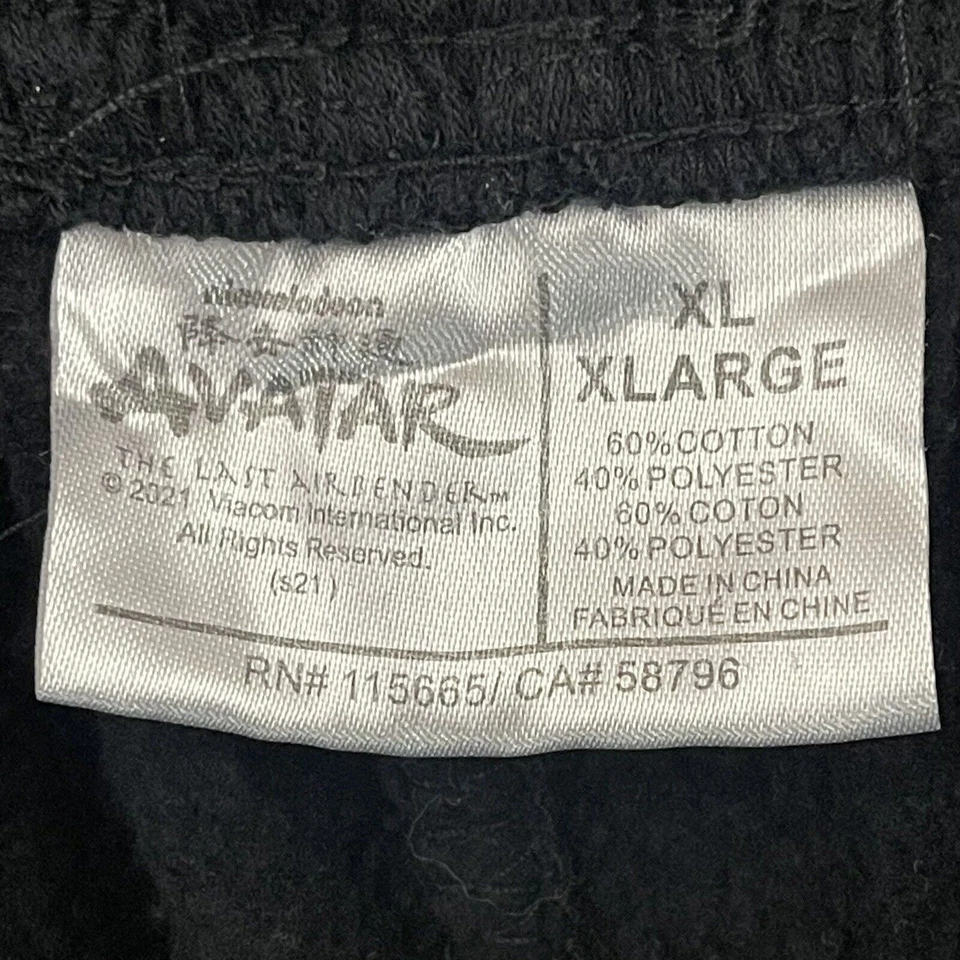 nickelodeon
降去神通
AVATAR
THE LAST AIRBENDER™
© 2021 Viacom International Inc.
All Rights Reserved.
(s21)
XL
XLARGE
60% COTTON
40% POLYESTER
60% COTON
40% POLYESTER
MADE IN CHINA
FABRIQUÉ EN CHINE
RN# 115665/ CA# 58796